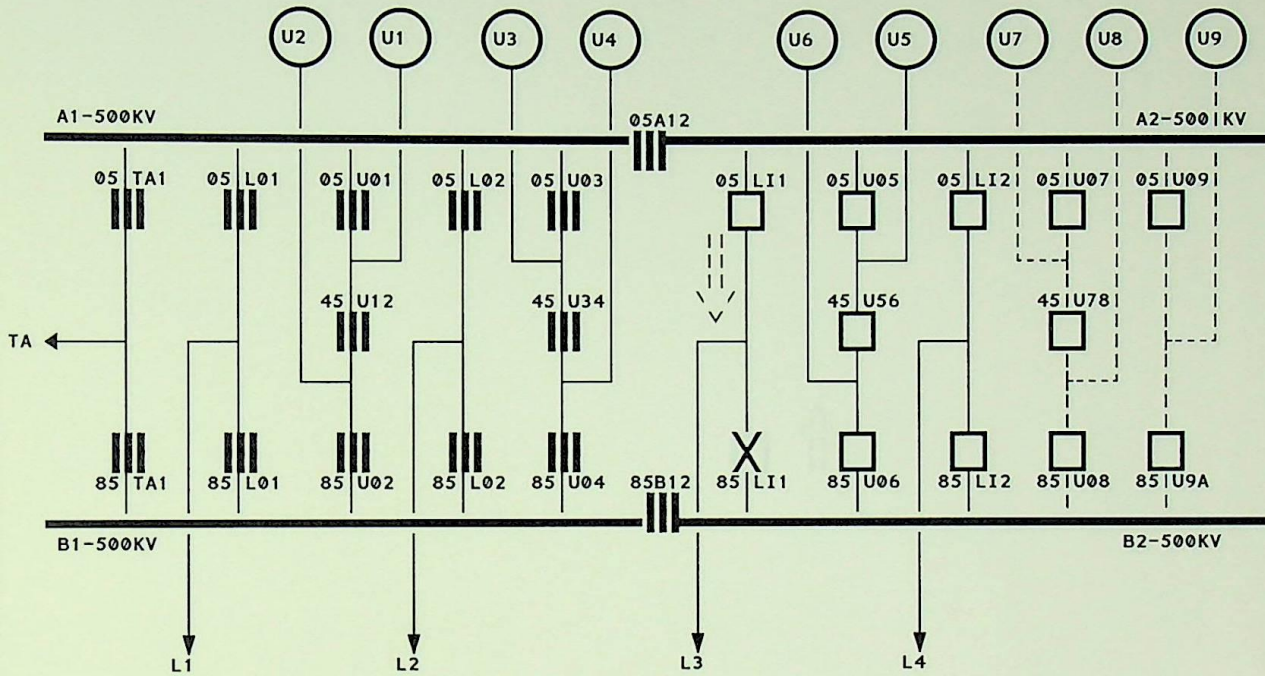 U2 U1 U3 U4 U6 U5 U7 U8 U9
A1-500KV 05A12 A2-500 KV
05 TA1 05 L01 05 U01 05 L02 05 U03 05 LI1 05 U05 05 LI2 05 U07 05 U09
45 U12 45 U34 45 U56 45 U78
TA
85 TA1 85 L01 85 U02 85 L02 85 U04 85B12 85 LI1 85 U06 85 LI2 85 U08 85 U9A
B1-500KV B2-500KV
L1 L2 L3 L4